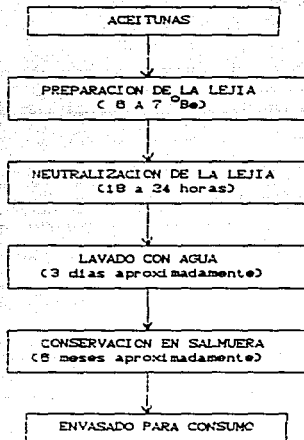 ACEITUNAS
PREPARACION DE LA LEJIA
( 6 A 7 °Be)
NEUTRALIZACION DE LA LEJIA
(18 a 24 horas)
LAVADO CON AGUA
(3 dias aproximadamente)
CONSERVACION EN SALMUERA
(6 meses aproximadamente)
ENVASADO PARA CONSUMO